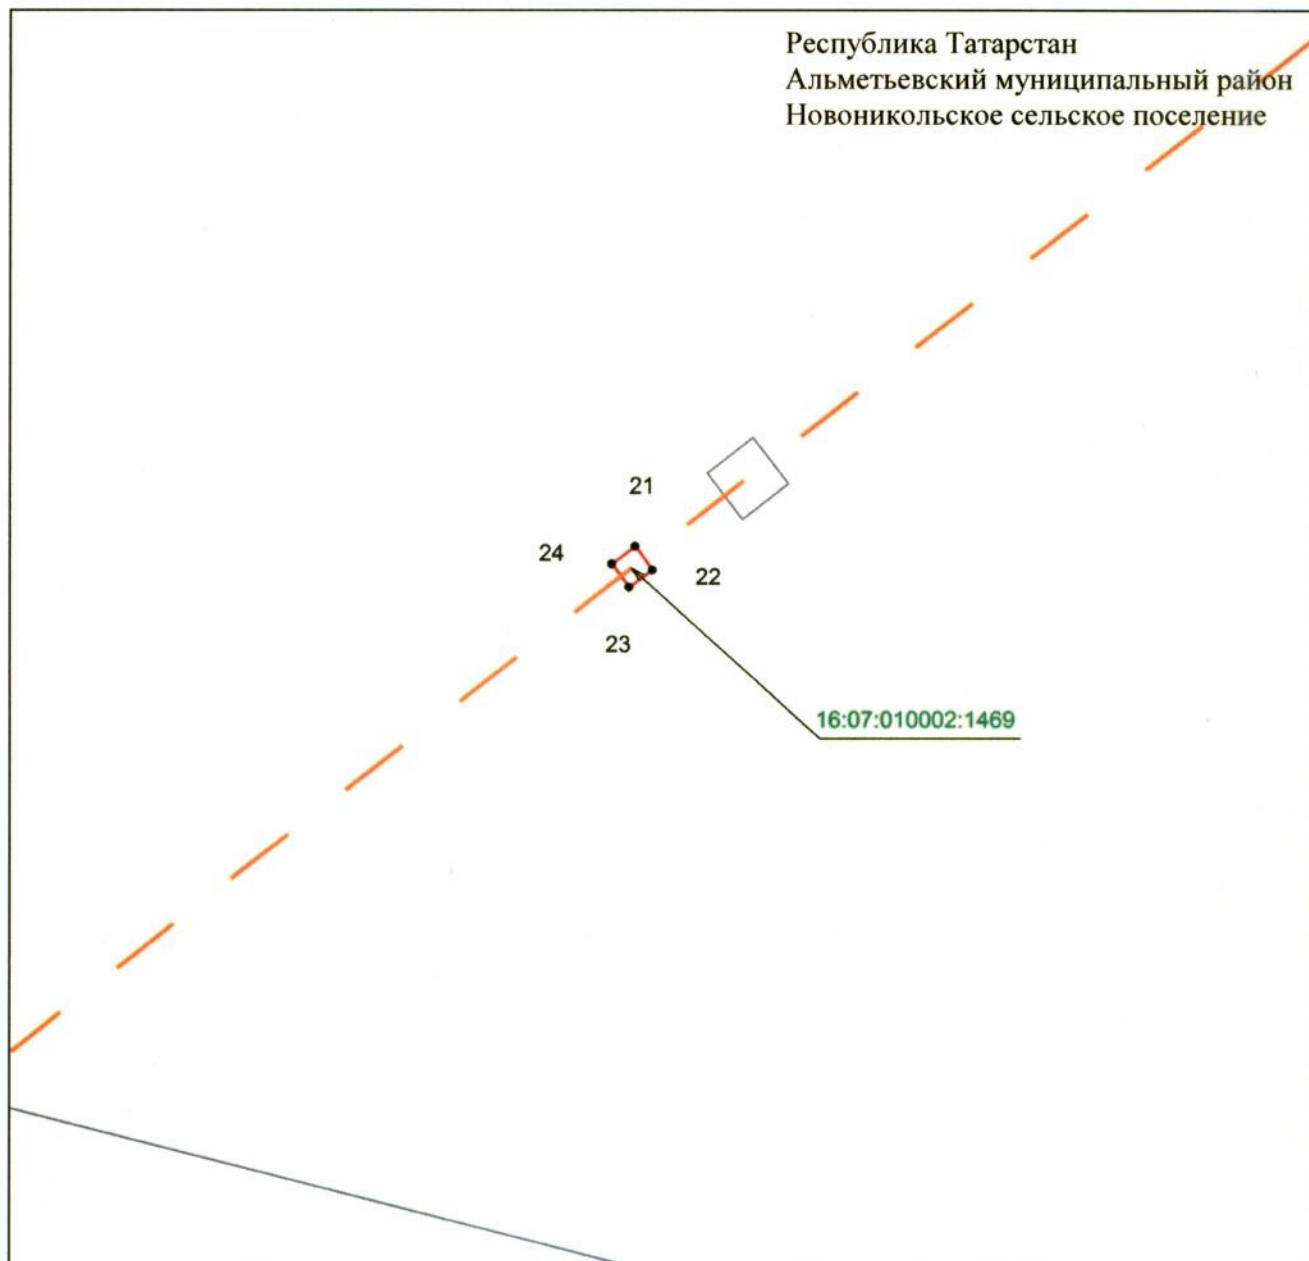 Республика Татарстан
Альметьевский муниципальный район
Новоникольское сельское поселение
21
24
22
23
16:07:010002:1469